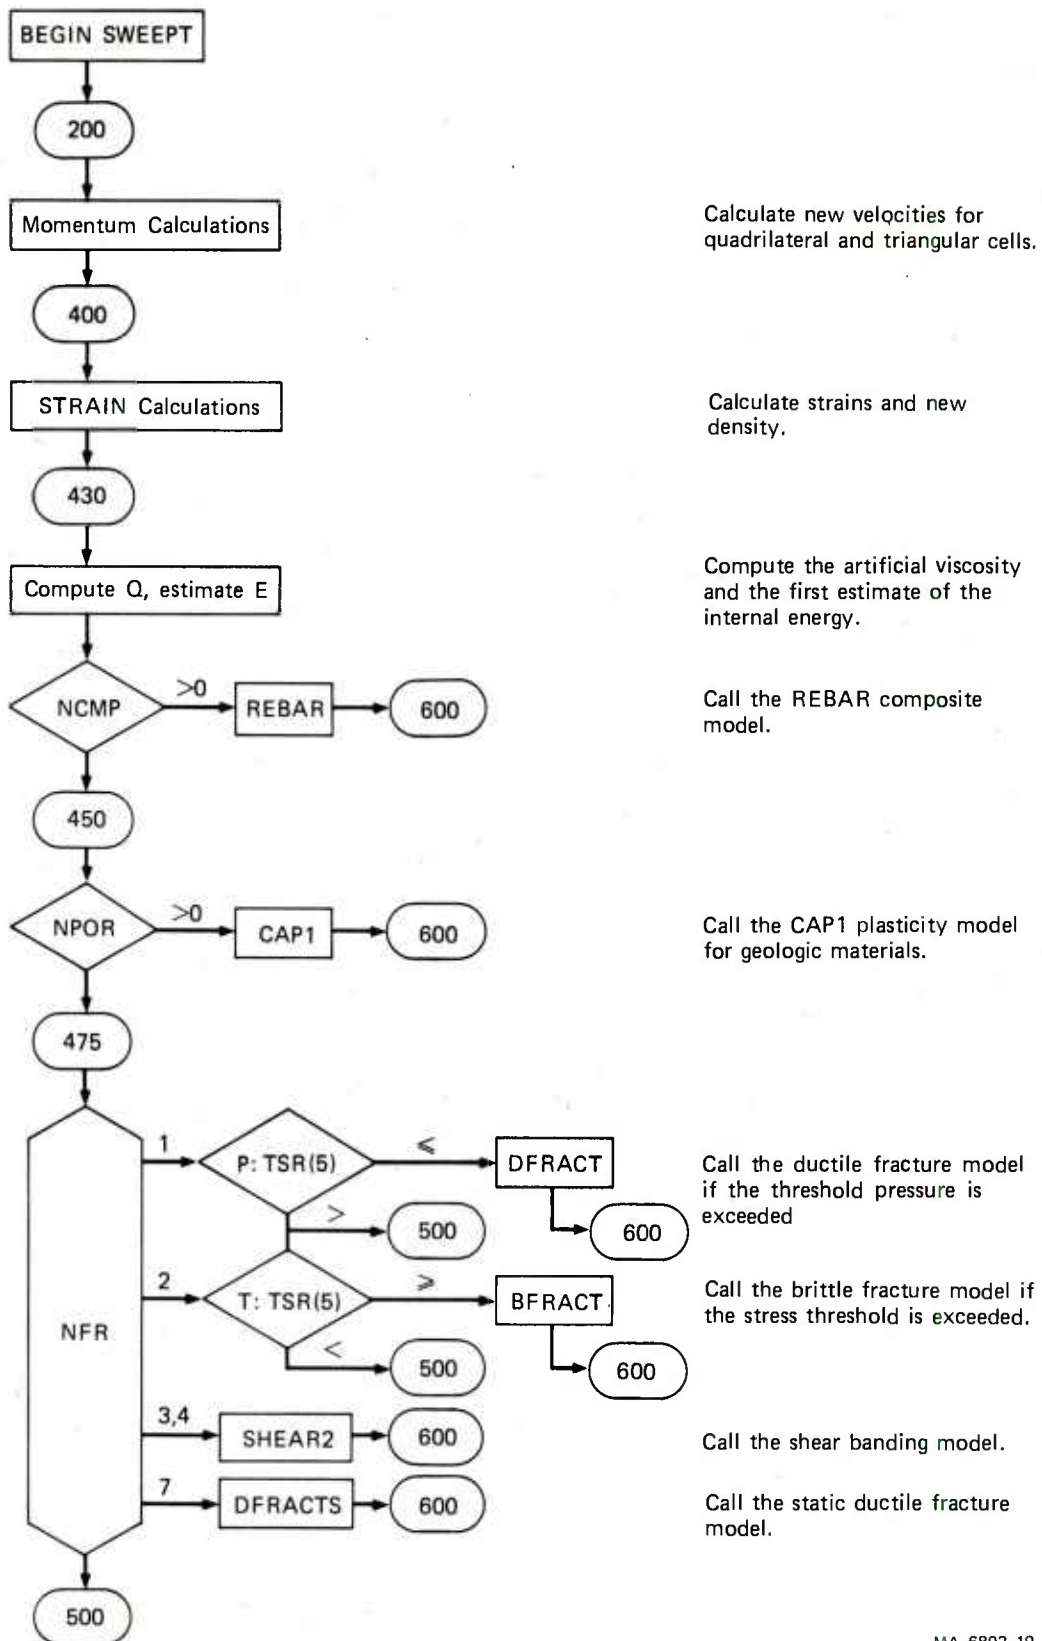 BEGIN SWEEPT
200
Momentum Calculations
Calculate new velocities for
quadrilateral and triangular cells.
400
STRAIN Calculations
Calculate strains and new
density.
430
Compute Q, estimate E
Compute the artificial viscosity
and the first estimate of the
internal energy.
NCMP
>0
REBAR
600
Call the REBAR composite
model.
450
NPOR
>0
CAP1
600
Call the CAP1 plasticity model
for geologic materials.
475
NFR
1
P: TSR(5)
⩽
DFRACT
600
Call the ductile fracture model
if the threshold pressure is
exceeded
>
500
2
T: TSR(5)
⩾
BFRACT
600
Call the brittle fracture model if
the stress threshold is exceeded.
<
500
3,4
SHEAR2
600
Call the shear banding model.
7
DFRACTS
600
Call the static ductile fracture
model.
500